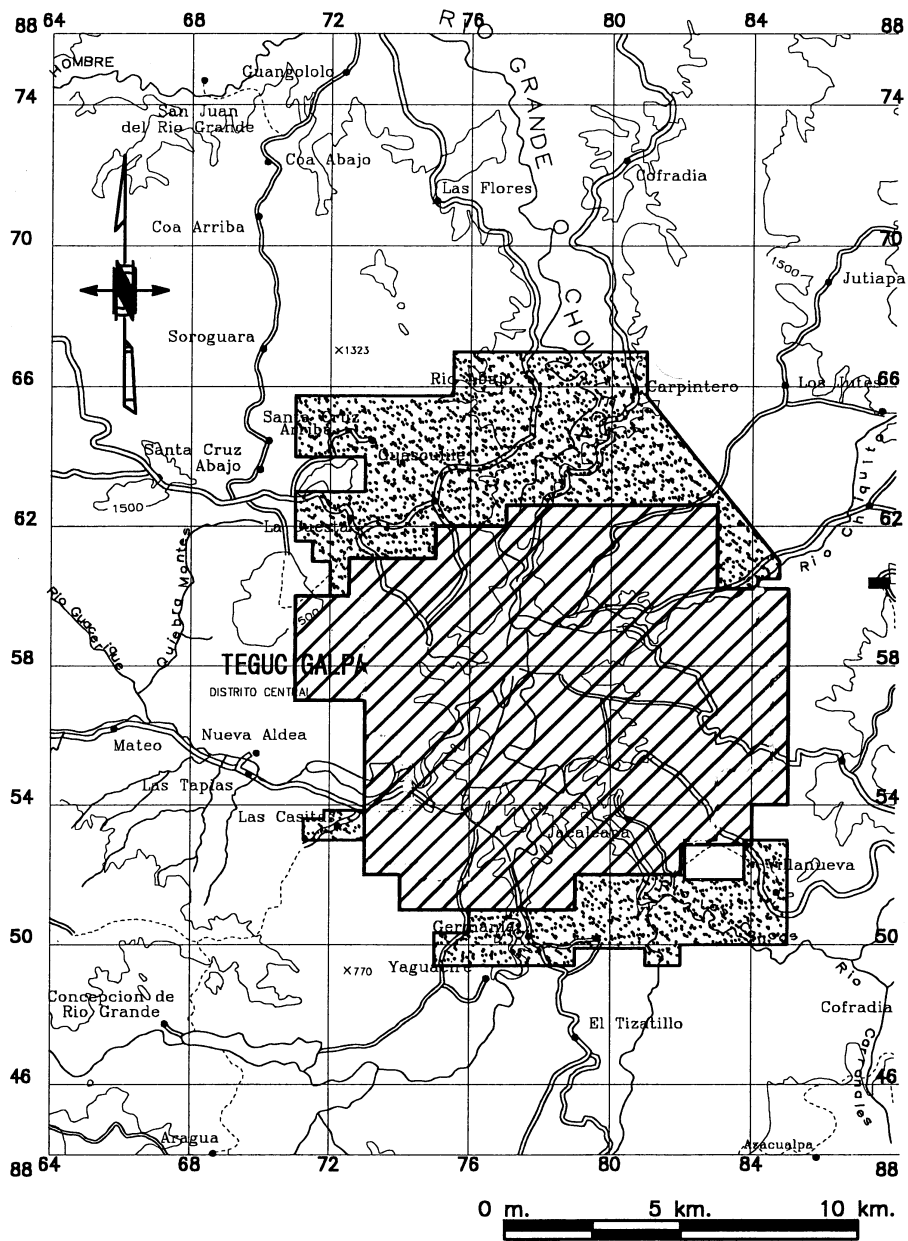 88 64 68 72 76 80 84 88
RIO
HOMBRE
Guangololo
GRANDE
74 74
San Juan
del Rio Grande
Coa Abajo
Cofradia
Las Flores
Coa Arriba
O
70 70
1500
Jutiapa
CHOL
Soroguara
×1323
66 66
Rio Abajo
Carpintero
Los Jutes
Santa Cruz
Arriba
Santa Cruz
Abajo
Guasculile
1500
62 62
La Cuesta
Rio Chiquito
Quiebra Montes
Rio Guacerique
500
58 58
TEGUCIGALPA
DISTRITO CENTRAL
Mateo
Nueva Aldea
Las Tapias
54 54
Las Casitas
Jacaleapa
Villanueva
Germania
50 50
×770
Yaguacire
Rio
Concepcion de
Rio Grande
Cofradia
El Tizatillo
46 46
Corrales
Aragua
Azacualpa
88 64 68 72 76 80 84 88
0 m. 5 km. 10 km.